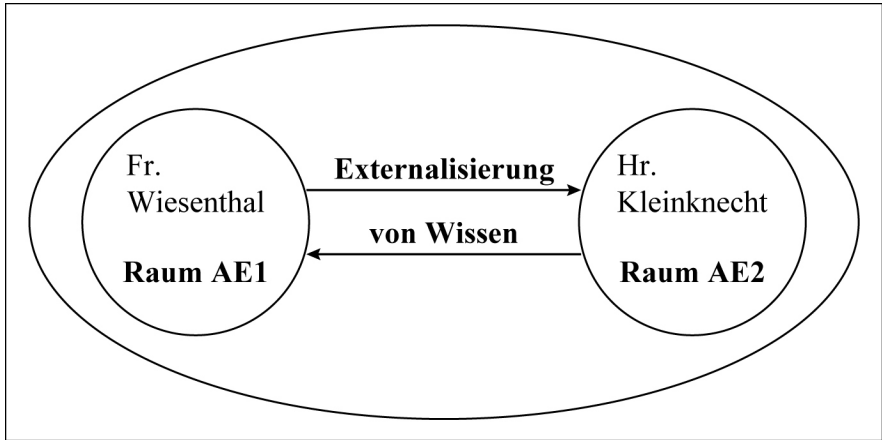 Fr.
Wiesenthal
Raum AE1
Externalisierung
von Wissen
Hr.
Kleinknecht
Raum AE2